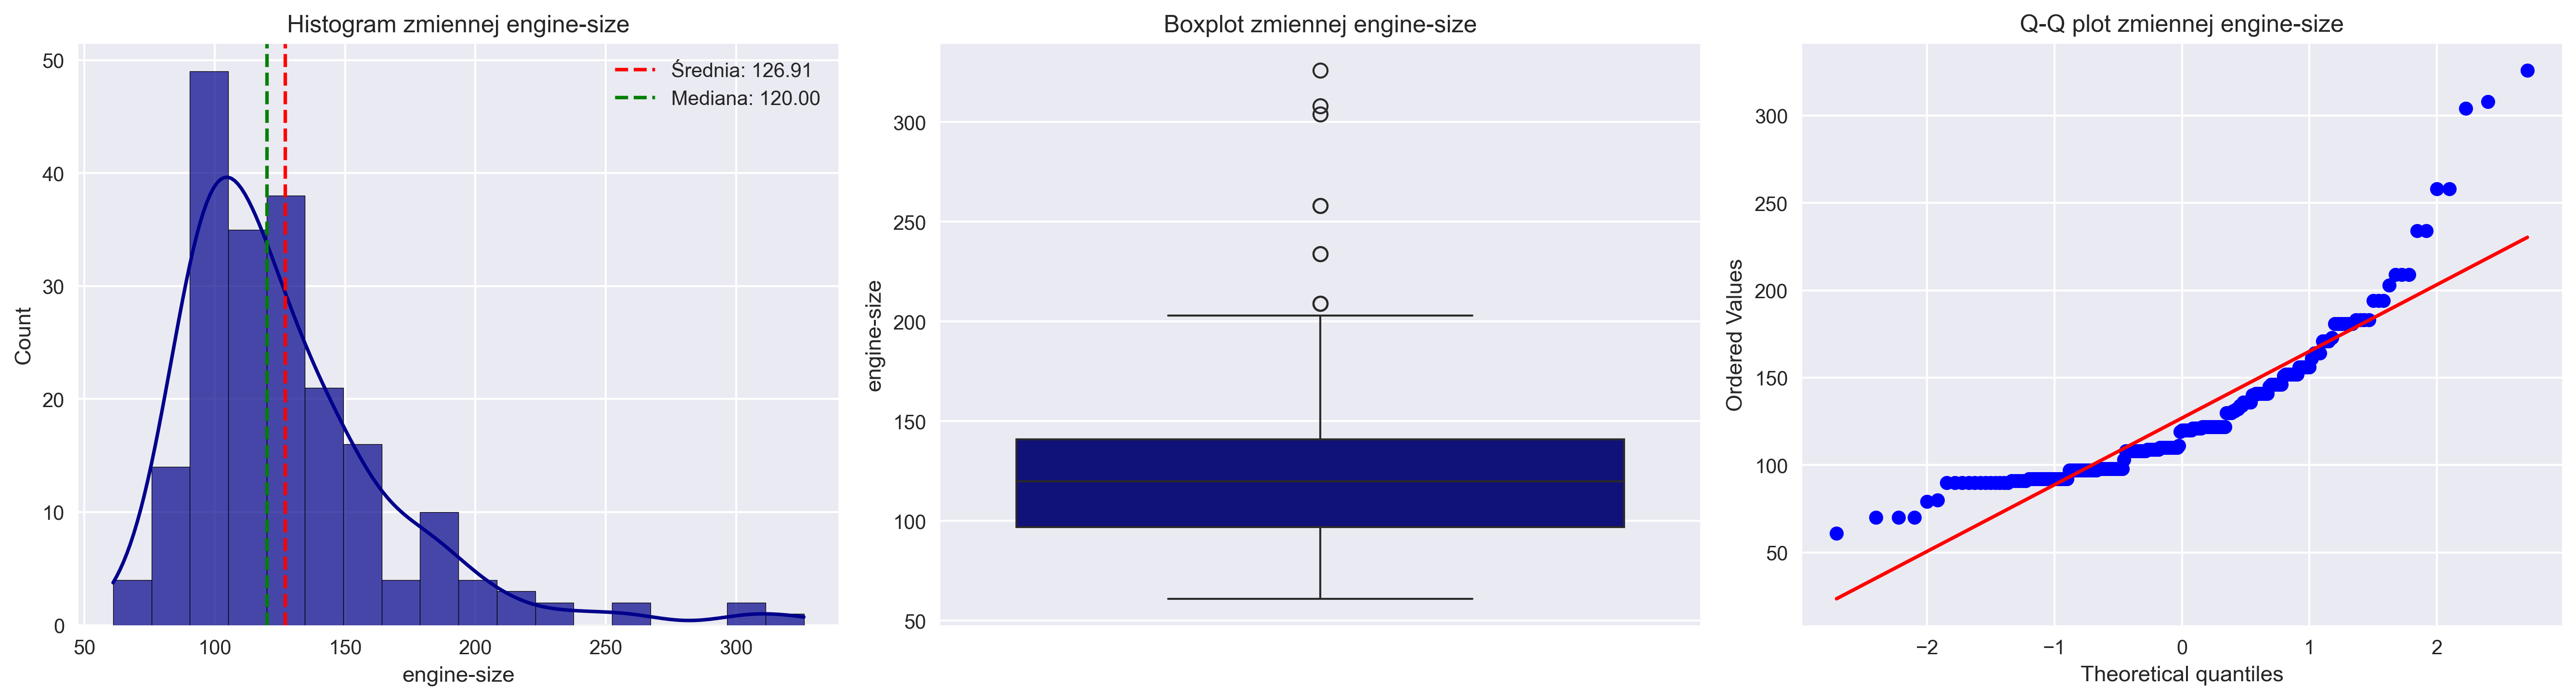 Histogram zmiennej engine-size
50
40
30
20
10
0
Count
50
100
150
200
250
300
engine-size
Średnia: 126.91
Mediana: 120.00
Boxplot zmiennej engine-size
300
250
200
150
100
50
engine-size
Q-Q plot zmiennej engine-size
300
250
200
150
100
50
Ordered Values
−2
−1
0
1
2
Theoretical quantiles